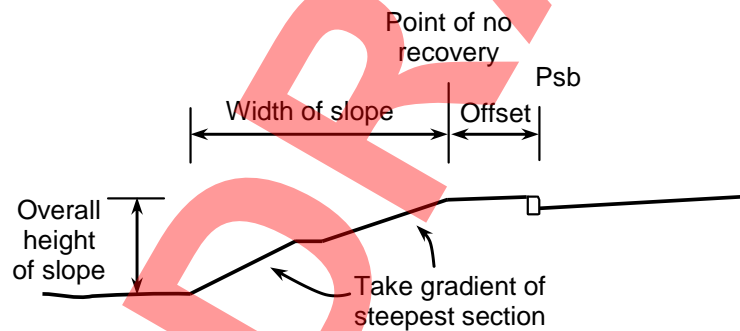 Point of no
recovery
Psb
Width of slope
Offset
Overall
height
of slope
Take gradient of
steepest section